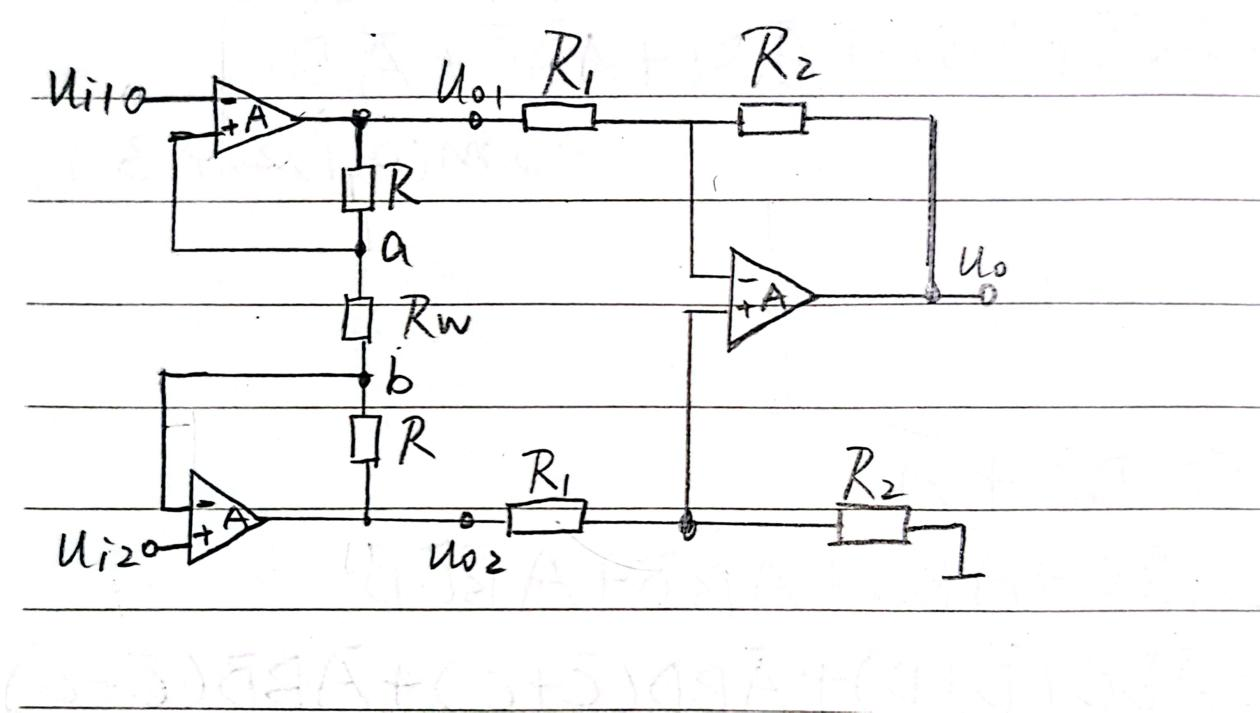 Ui1
-
+
A
Uo1
R1
R2
R
a
Rw
b
R
-
+
A
Ui2
Uo2
R1
R2
-
+
A
Uo